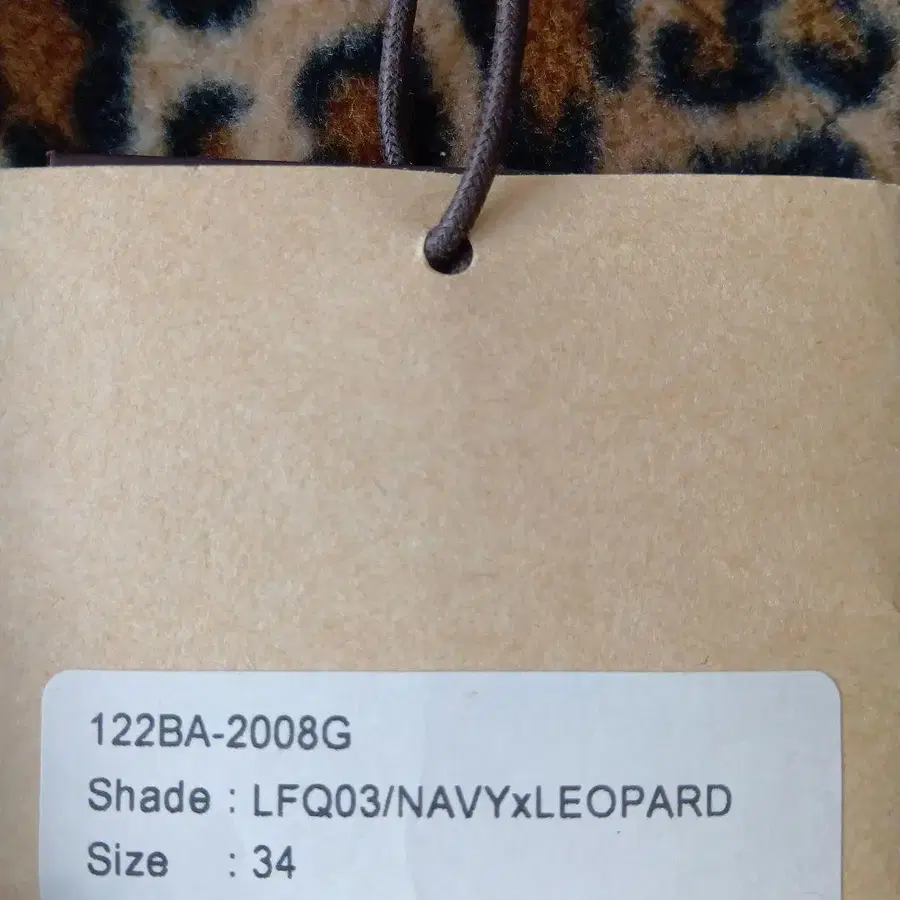 122BA-2008G
Shade : LFQ03/NAVYxLEOPARD
Size : 34